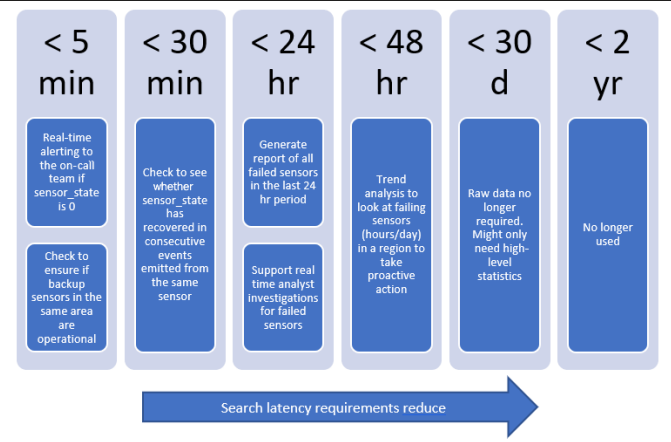 < 5
min
Real-time
alerting to
the on-call
team if
sensor_state
is 0
Check to
ensure if
backup
sensors in the
same area
are
operational
< 30
min
Check to see
whether
sensor_state
has
recovered in
consecutive
events
emitted from
the same
sensor
< 24
hr
Generate
report of all
failed sensors
in the last 24
hr period
Support real
time analyst
investigations
for failed
sensors
< 48
hr
Trend
analysis to
look at failing
sensors
(hours/day)
in a region to
take
proactive
action
< 30
d
Raw data no
longer
required.
Might only
need high-
level
statistics
< 2
yr
No longer
used
Search latency requirements reduce